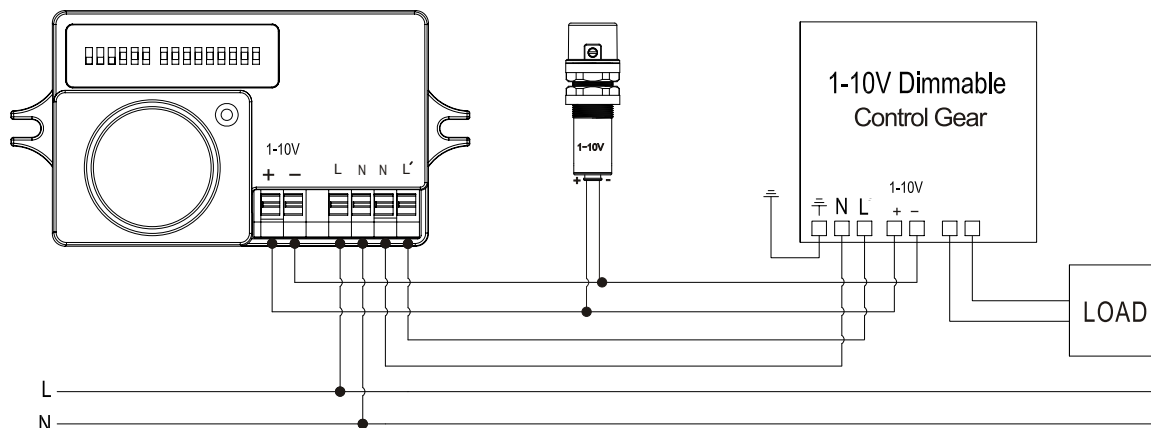 1-10V
+ −
L N N L´
1-10V
+ -
1-10V Dimmable
Control Gear
1-10V
N L
+ −
LOAD
L
N